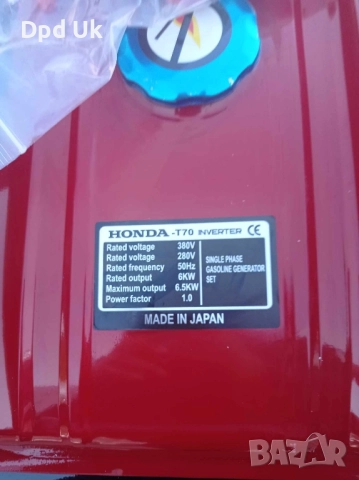 Dpd Uk
HONDA -T70 INVERTER CE
Rated voltage 380V
Rated voltage 280V
Rated frequency 50Hz
Rated output 6KW
Maximum output 6.5KW
Power factor 1.0
SINGLE PHASE
GASOLINE GENERATOR
SET
MADE IN JAPAN
BAZAR